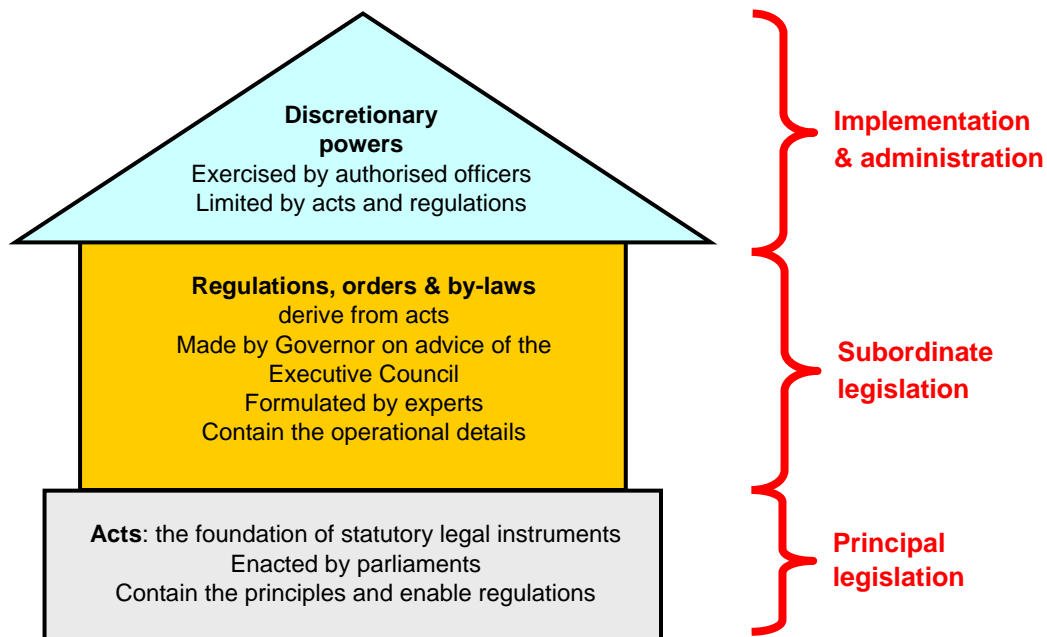 Discretionary
powers
Exercised by authorised officers
Limited by acts and regulations
Implementation
& administration
Regulations, orders & by-laws
derive from acts
Made by Governor on advice of the
Executive Council
Formulated by experts
Contain the operational details
Subordinate
legislation
Acts: the foundation of statutory legal instruments
Enacted by parliaments
Contain the principles and enable regulations
Principal
legislation